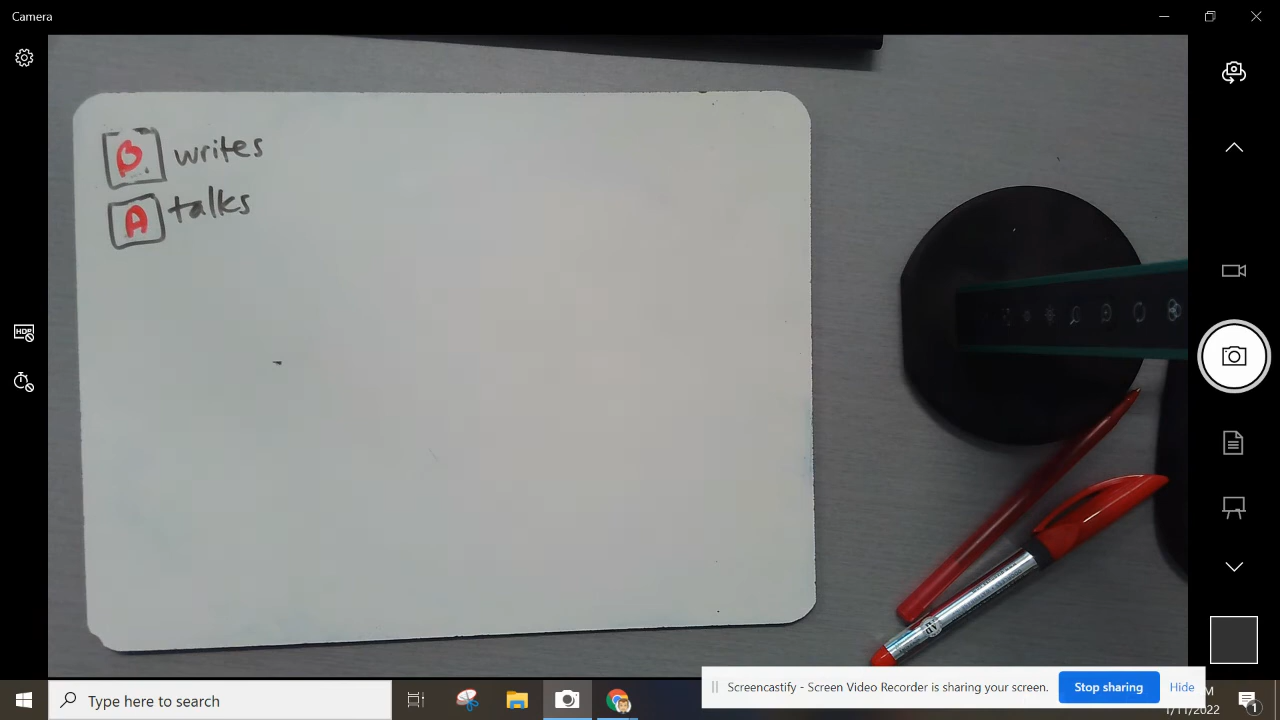 Camera
B writes
A talks
Screencastify - Screen Video Recorder is sharing your screen.
Stop sharing
Hide
Type here to search
1/11/2022
1